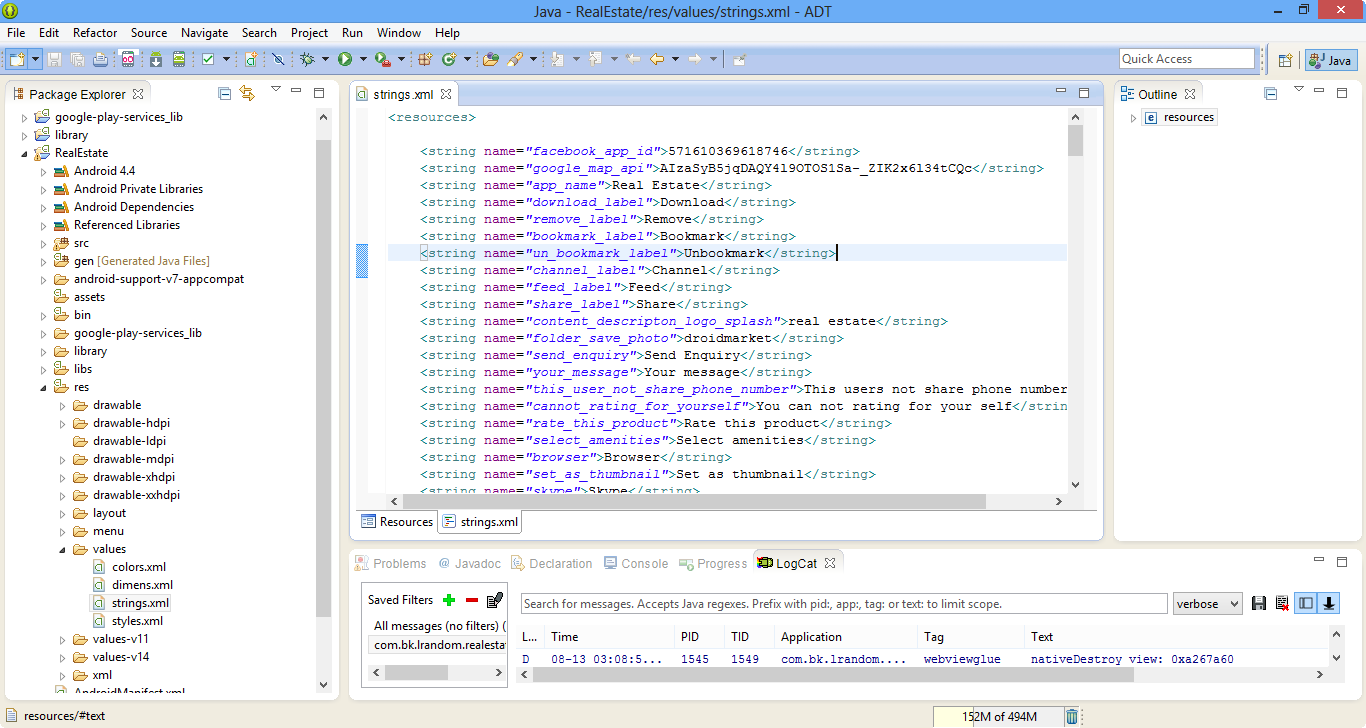 Java - RealEstate/res/values/strings.xml - ADT
File Edit Refactor Source Navigate Search Project Run Window Help
Quick Access
Java
Package Explorer
google-play-services_lib
library
RealEstate
Android 4.4
Android Private Libraries
Android Dependencies
Referenced Libraries
src
gen [Generated Java Files]
android-support-v7-appcompat
assets
bin
google-play-services_lib
library
libs
res
drawable
drawable-hdpi
drawable-ldpi
drawable-mdpi
drawable-xhdpi
drawable-xxhdpi
layout
menu
values
colors.xml
dimens.xml
strings.xml
styles.xml
values-v11
values-v14
xml
AndroidManifest.xml
strings.xml
<resources>
<string name="facebook_app_id">571610369618746</string>
<string name="google_map_api">AIzaSyB5jqDAQY4l9OTOS1Sa-_ZIK2x6l34tCQc</string>
<string name="app_name">Real Estate</string>
<string name="download_label">Download</string>
<string name="remove_label">Remove</string>
<string name="bookmark_label">Bookmark</string>
<string name="un_bookmark_label">Unbookmark</string>
<string name="channel_label">Channel</string>
<string name="feed_label">Feed</string>
<string name="share_label">Share</string>
<string name="content_descripton_logo_splash">real estate</string>
<string name="folder_save_photo">droidmarket</string>
<string name="send_enquiry">Send Enquiry</string>
<string name="your_message">Your message</string>
<string name="this_user_not_share_phone_number">This users not share phone number
<string name="cannot_rating_for_yourself">You can not rating for your self</strin
<string name="rate_this_product">Rate this product</string>
<string name="select_amenities">Select amenities</string>
<string name="browser">Browser</string>
<string name="set_as_thumbnail">Set as thumbnail</string>
<string name="skype">Skype</string>
Resources strings.xml
Outline
resources
Problems @ Javadoc Declaration Console Progress LogCat
Saved Filters
All messages (no filters) (
com.bk.lrandom.realesta
Search for messages. Accepts Java regexes. Prefix with pid:, app:, tag: or text: to limit scope.
verbose
L... Time PID TID Application Tag Text
D 08-13 03:08:5... 1545 1549 com.bk.lrandom.... webviewglue nativeDestroy view: 0xa267a60
resources/#text
152M of 494M